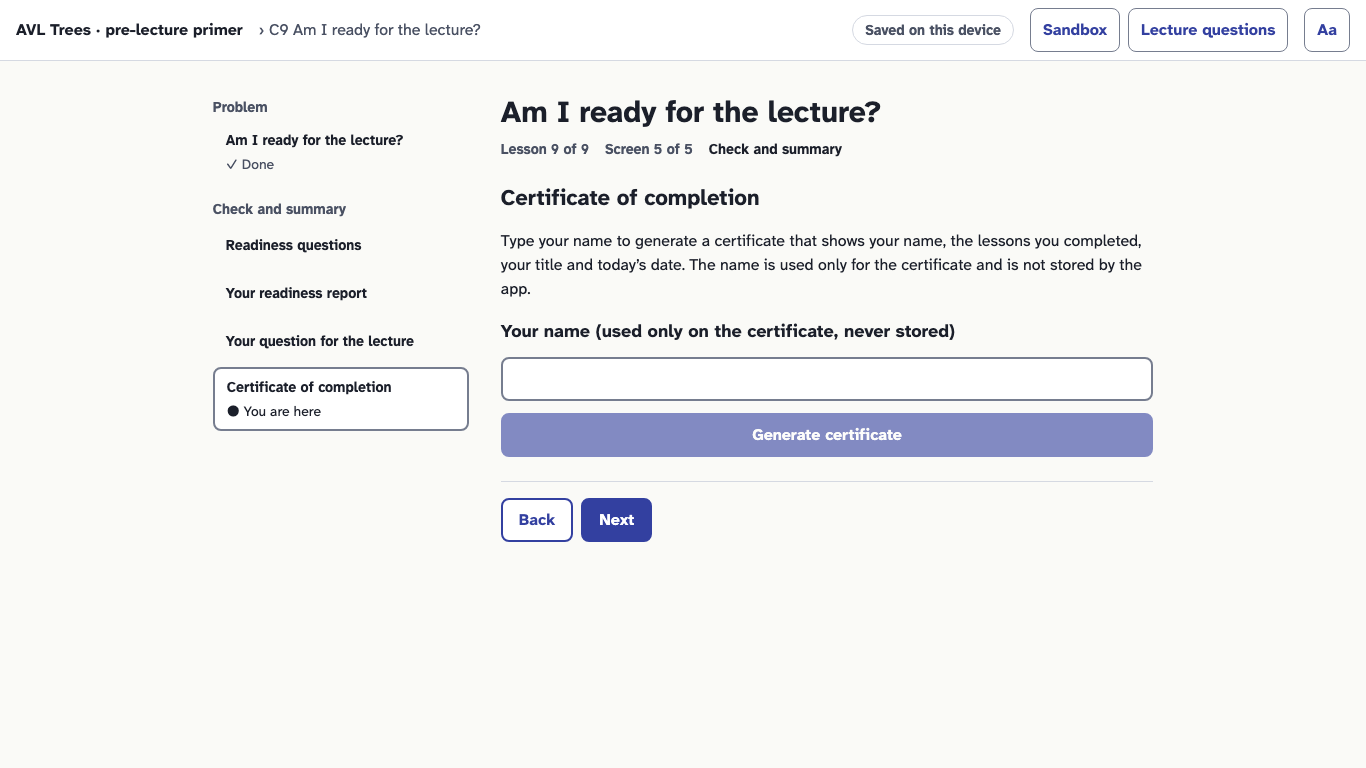 AVL Trees · pre-lecture primer › C9 Am I ready for the lecture?
Saved on this device
Sandbox
Lecture questions
Aa
Problem
Am I ready for the lecture?
✓ Done
Check and summary
Readiness questions
Your readiness report
Your question for the lecture
Certificate of completion
● You are here
Am I ready for the lecture?
Lesson 9 of 9 Screen 5 of 5 Check and summary
Certificate of completion
Type your name to generate a certificate that shows your name, the lessons you completed,
your title and today’s date. The name is used only for the certificate and is not stored by the
app.
Your name (used only on the certificate, never stored)
Generate certificate
Back
Next